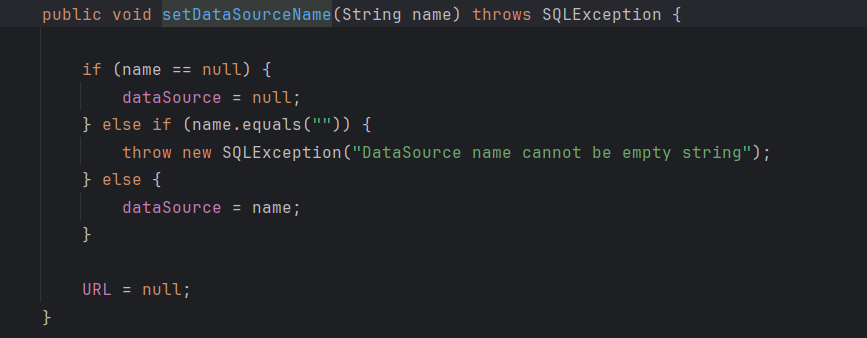 public void setDataSourceName(String name) throws SQLException {
if (name == null) {
dataSource = null;
} else if (name.equals("")) {
throw new SQLException("DataSource name cannot be empty string");
} else {
dataSource = name;
}
URL = null;
}